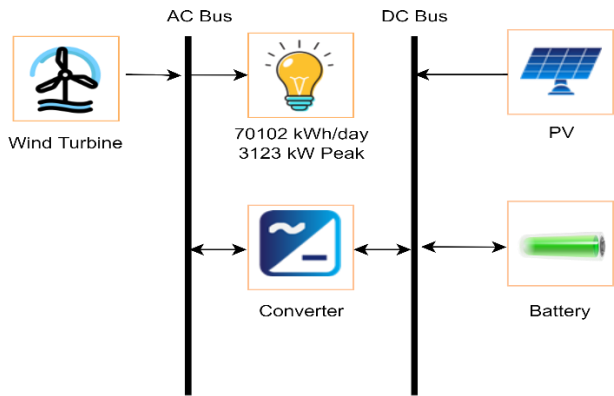 AC Bus
DC Bus
Wind Turbine
70102 kWh/day
3123 kW Peak
PV
Converter
Battery